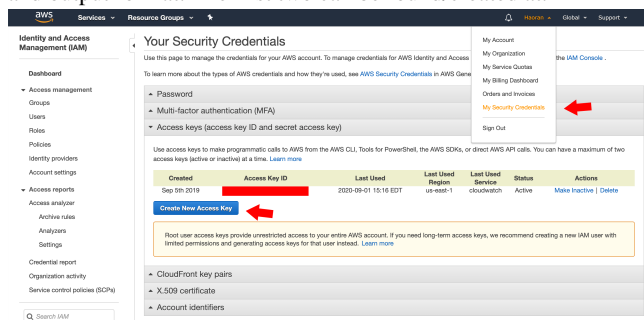 aws
Services
Resource Groups
Haoran
Global
Support
Identity and Access
Management (IAM)
Dashboard
Access management
Groups
Users
Roles
Policies
Identity providers
Account settings
Access reports
Access analyzer
Archive rules
Analyzers
Settings
Credential report
Organization activity
Service control policies (SCPs)
Search IAM
Your Security Credentials
Use this page to manage the credentials for your AWS account. To manage credentials for AWS Identity and Access
the IAM Console .
To learn more about the types of AWS credentials and how they're used, see AWS Security Credentials in AWS Gene
My Account
My Organization
My Service Quotas
My Billing Dashboard
Orders and Invoices
My Security Credentials
Sign Out
Password
Multi-factor authentication (MFA)
Access keys (access key ID and secret access key)
Use access keys to make programmatic calls to AWS from the AWS CLI, Tools for PowerShell, the AWS SDKs, or direct AWS API calls. You can have a maximum of two
access keys (active or inactive) at a time. Learn more
Created Access Key ID Last Used Last Used Region Last Used Service Status Actions
Sep 5th 2019 2020-09-01 15:16 EDT us-east-1 cloudwatch Active Make Inactive | Delete
Create New Access Key
Root user access keys provide unrestricted access to your entire AWS account. If you need long-term access keys, we recommend creating a new IAM user with
limited permissions and generating access keys for that user instead. Learn more
CloudFront key pairs
X.509 certificate
Account identifiers